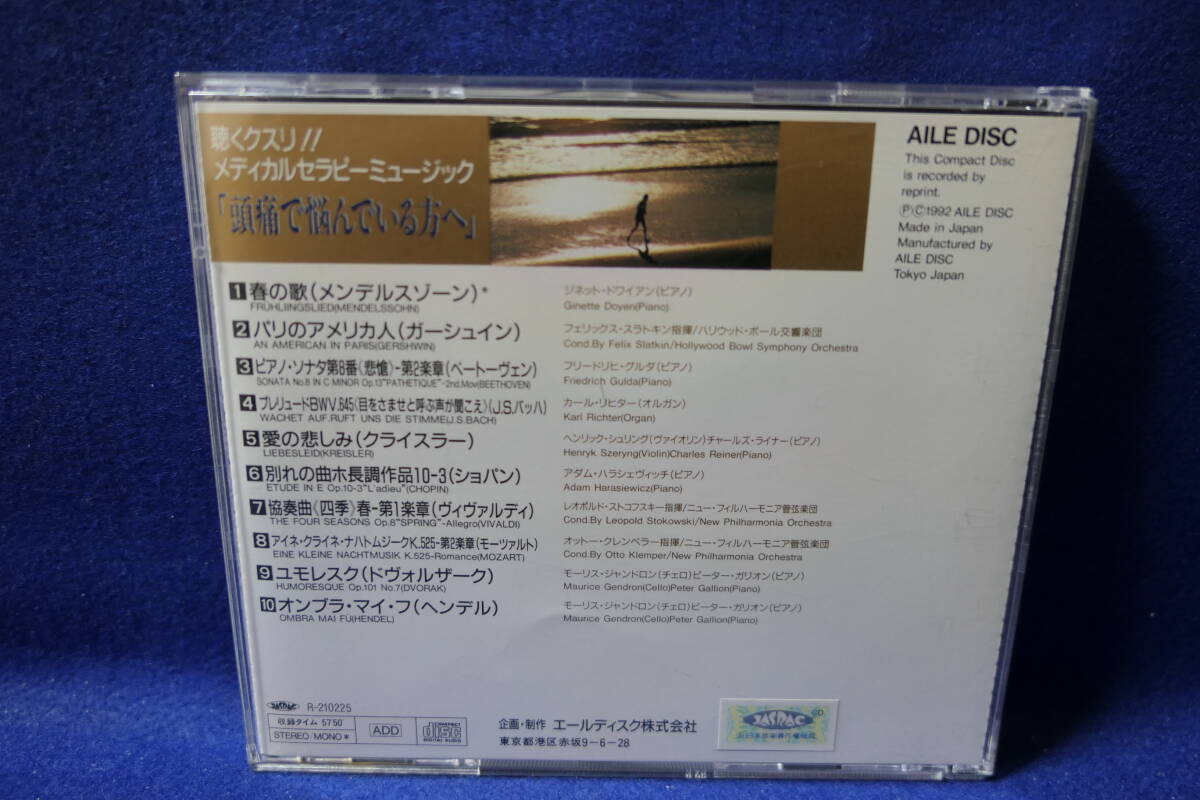 聴くクスリ!!
メディカルセラピーミュージック
「頭痛で悩んでいる方へ」
AILE DISC
This Compact Disc
is recorded by
reprint.
ⓅⒸ1992 AILE DISC
Made in Japan
Manufactured by
AILE DISC
Tokyo Japan
1 春の歌(メンデルスゾーン)*
FRÜHLIINGSLIED(MENDELSSOHN)
ジネット・ドワイアン(ピアノ)
Ginette Doyen(Piano)
2 パリのアメリカ人(ガーシュイン)
AN AMERICAN IN PARIS(GERSHWIN)
フェリックス・スラトキン指揮/ハリウッド・ボール交響楽団
Cond.By Felix Slatkin/Hollywood Bowl Symphony Orchestra
3 ピアノ・ソナタ第8番《悲愴》-第2楽章(ベートーヴェン)
SONATA No.8 IN C MINOR Op.13"PATHETIQUE"-2nd.Mov(BEETHOVEN)
フリードリヒ・グルダ(ピアノ)
Friedrich Gulda(Piano)
4 プレリュードBWV.645《目をさませと呼ぶ声が聞こえ》(J.S.バッハ)
WACHET AUF.RUFT UNS DIE STIMME(J.S.BACH)
カール・リヒター(オルガン)
Karl Richter(Organ)
5 愛の悲しみ(クライスラー)
LIEBESLEID(KREISLER)
ヘンリック・シュリング(ヴァイオリン)チャールズ・ライナー(ピアノ)
Henryk Szeryng(Violin)Charles Reiner(Piano)
6 別れの曲ホ長調作品10-3(ショパン)
ETUDE IN E Op.10-3"L'adieu"(CHOPIN)
アダム・ハラシェヴィッチ(ピアノ)
Adam Harasiewicz(Piano)
7 協奏曲《四季》春-第1楽章(ヴィヴァルディ)
THE FOUR SEASONS Op.8"SPRING"-Allegro(VIVALDI)
レオポルド・ストコフスキー指揮/ニュー・フィルハーモニア管弦楽団
Cond.By Leopold Stokowski/New Philharmonia Orchestra
8 アイネ・クライネ・ナハトムジークK.525-第2楽章(モーツァルト)
EINE KLEINE NACHTMUSIK K.525-Romance(MOZART)
オットー・クレンペラー指揮/ニュー・フィルハーモニア管弦楽団
Cond.By Otto Klemper/New Philharmonia Orchestra
9 ユモレスク(ドヴォルザーク)
HUMORESQUE Op.101 No.7(DVORAK)
モーリス・ジャンドロン(チェロ)ピーター・ガリオン(ピアノ)
Maurice Gendron(Cello)Peter Gallion(Piano)
10 オンブラ・マイ・フ(ヘンデル)
OMBRA MAI FU(HENDEL)
モーリス・ジャンドロン(チェロ)ピーター・ガリオン(ピアノ)
Maurice Gendron(Cello)Peter Gallion(Piano)
JASRAC R-210225
収録タイム 57'50"
STEREO/MONO*
ADD
COMPACT
DISC
DIGITAL AUDIO
企画・制作 エールディスク株式会社
東京都港区赤坂9-6-28
CD
JASRAC